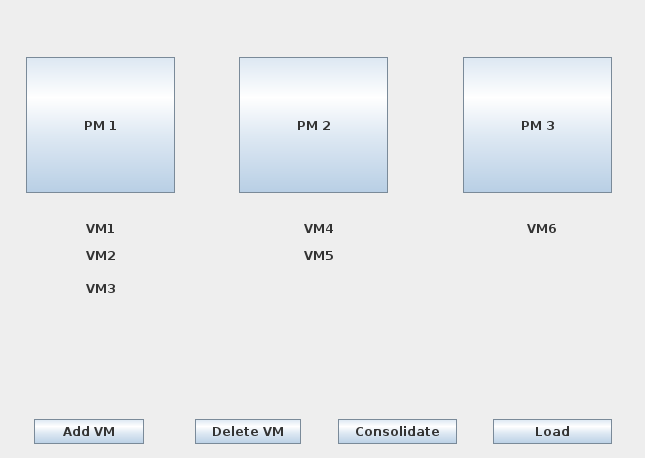 PM 1
PM 2
PM 3
VM1
VM4
VM6
VM2
VM5
VM3
Add VM
Delete VM
Consolidate
Load